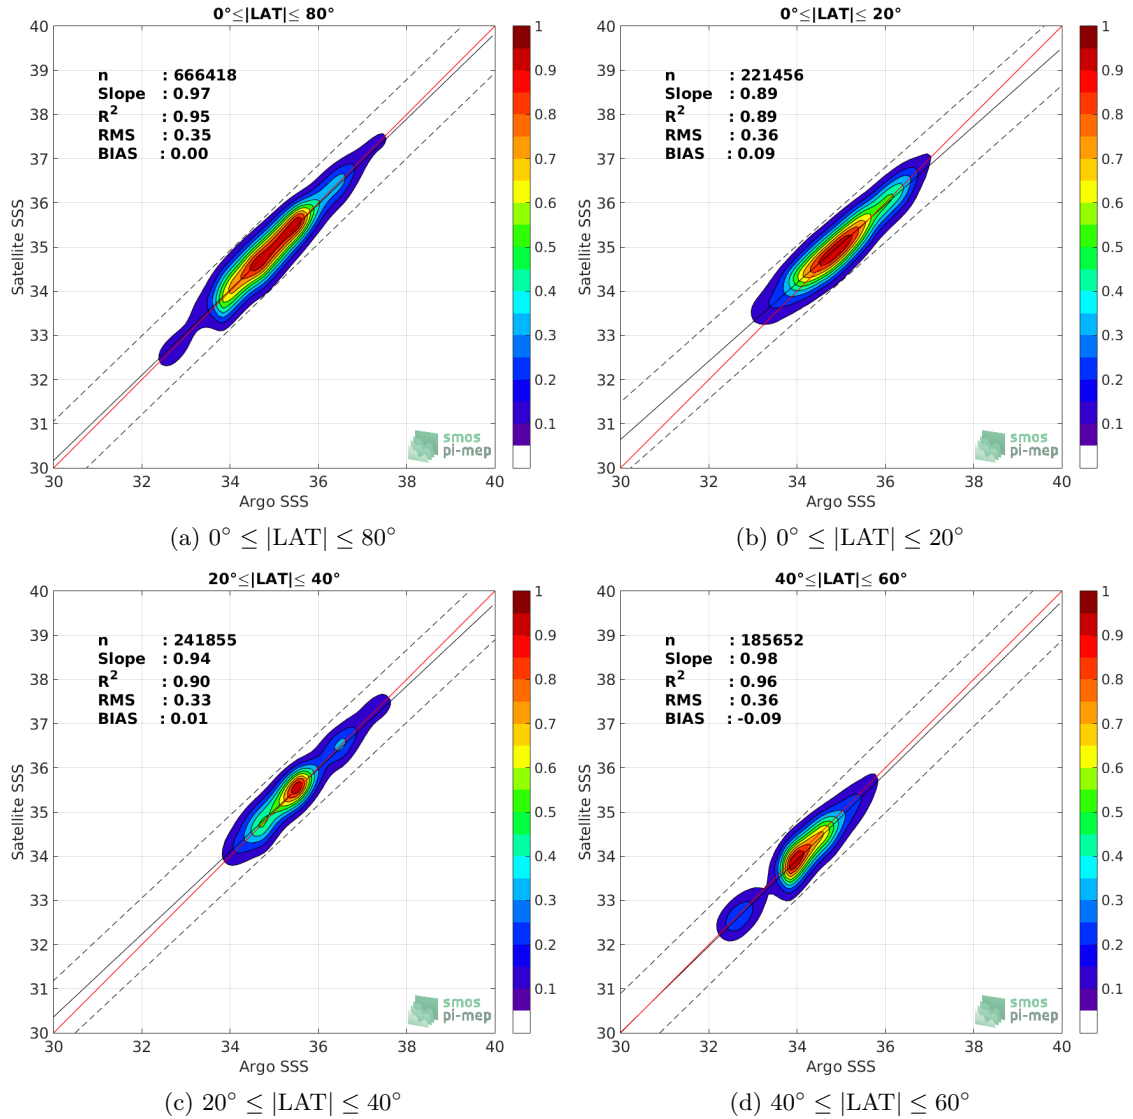 0°≤|LAT|≤ 80°
n : 666418
Slope : 0.97
R² : 0.95
RMS : 0.35
BIAS : 0.00
40
39
38
37
36
35
34
33
32
31
30
Satellite SSS
30 32 34 36 38 40
Argo SSS
smos
pi-mep
1
0.9
0.8
0.7
0.6
0.5
0.4
0.3
0.2
0.1
(a) 0° ≤ |LAT| ≤ 80°
0°≤|LAT|≤ 20°
n : 221456
Slope : 0.89
R² : 0.89
RMS : 0.36
BIAS : 0.09
40
39
38
37
36
35
34
33
32
31
30
Satellite SSS
30 32 34 36 38 40
Argo SSS
smos
pi-mep
1
0.9
0.8
0.7
0.6
0.5
0.4
0.3
0.2
0.1
(b) 0° ≤ |LAT| ≤ 20°
20°≤|LAT|≤ 40°
n : 241855
Slope : 0.94
R² : 0.90
RMS : 0.33
BIAS : 0.01
40
39
38
37
36
35
34
33
32
31
30
Satellite SSS
30 32 34 36 38 40
Argo SSS
smos
pi-mep
1
0.9
0.8
0.7
0.6
0.5
0.4
0.3
0.2
0.1
(c) 20° ≤ |LAT| ≤ 40°
40°≤|LAT|≤ 60°
n : 185652
Slope : 0.98
R² : 0.96
RMS : 0.36
BIAS : -0.09
40
39
38
37
36
35
34
33
32
31
30
Satellite SSS
30 32 34 36 38 40
Argo SSS
smos
pi-mep
1
0.9
0.8
0.7
0.6
0.5
0.4
0.3
0.2
0.1
(d) 40° ≤ |LAT| ≤ 60°